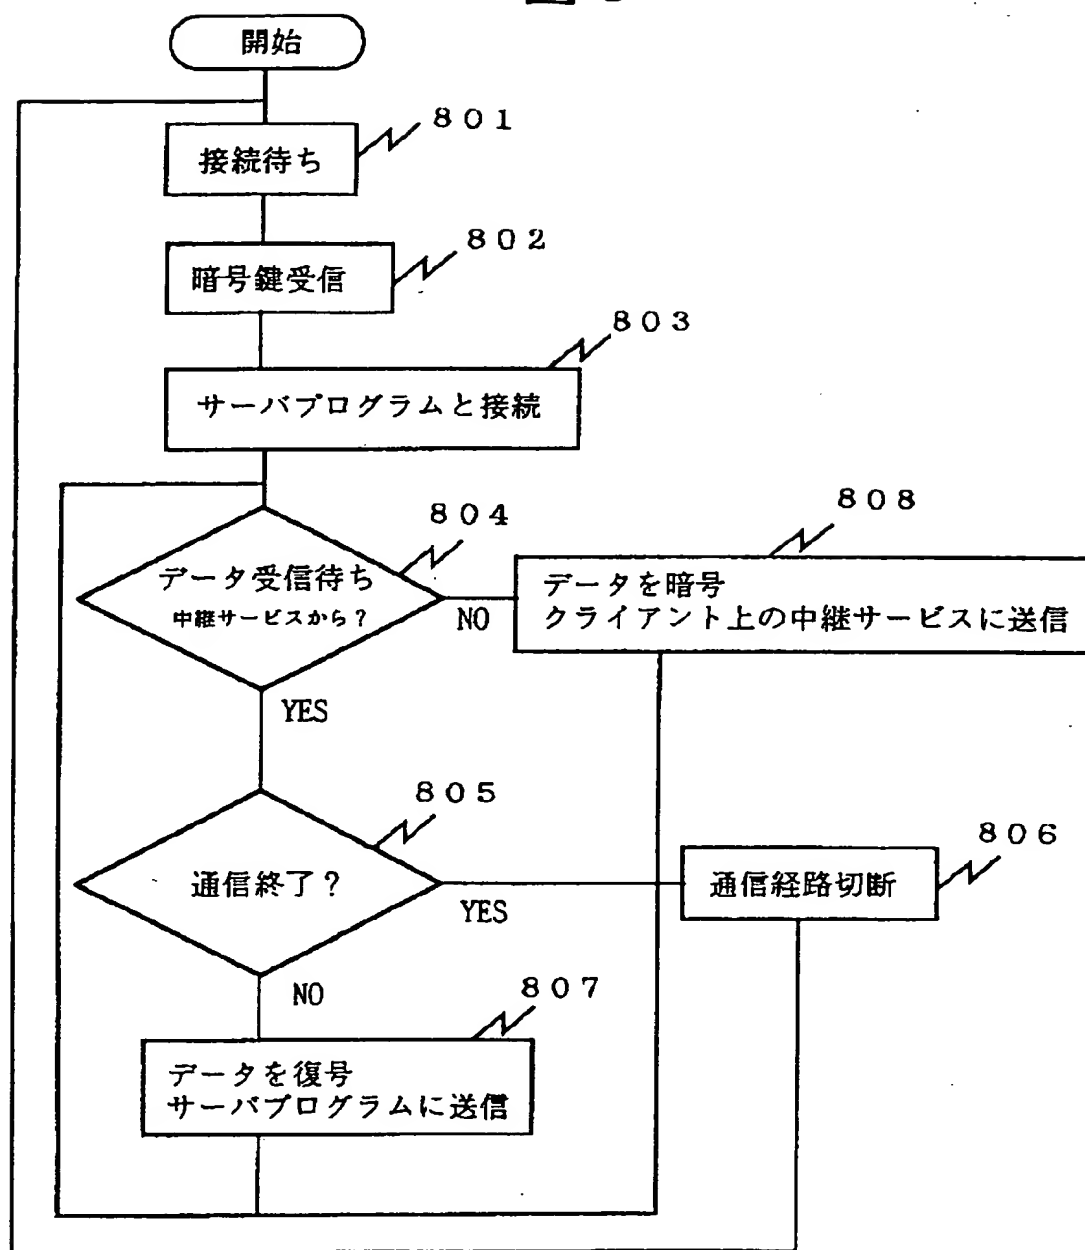 開始
801
接続待ち
802
暗号鍵受信
803
サーバプログラムと接続
804
データ受信待ち
中継サービスから?
NO
808
データを暗号
クライアント上の中継サービスに送信
YES
805
通信終了?
YES
806
通信経路切断
NO
807
データを復号
サーバプログラムに送信